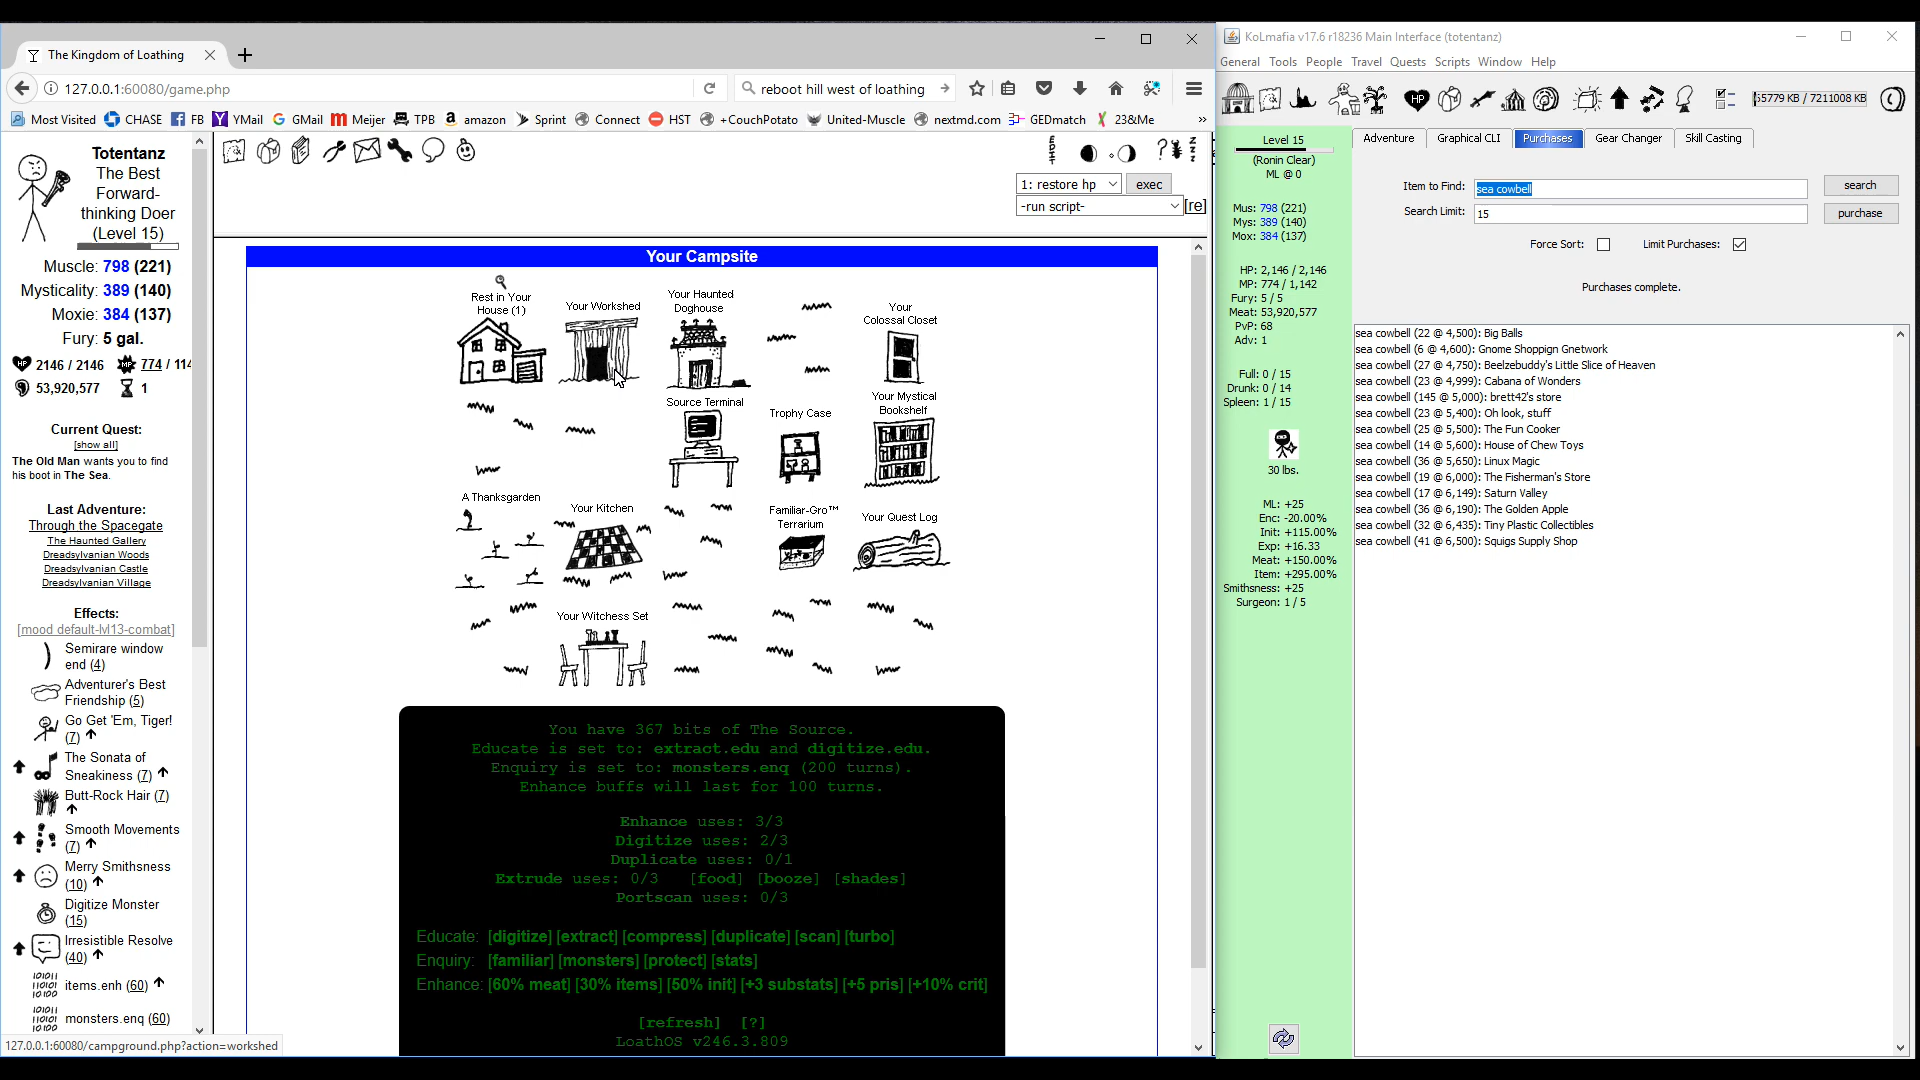 The Kingdom of Loathing
127.0.0.1:60080/game.php
reboot hill west of loathing
Most Visited CHASE FB YMail GMail Meijer TPB amazon Sprint Connect HST +CouchPotato United-Muscle nextmd.com GEDmatch 23&Me
Totentanz
The Best
Forward-
thinking Doer
(Level 15)
Muscle: 798 (221)
Mysticality: 389 (140)
Moxie: 384 (137)
Fury: 5 gal.
HP 2146 / 2146 MP 774 / 114
53,920,577 1
Current Quest:
[show all]
The Old Man wants you to find
his boot in The Sea.
Last Adventure:
Through the Spacegate
The Haunted Gallery
Dreadsylvanian Woods
Dreadsylvanian Castle
Dreadsylvanian Village
Effects:
[mood default-lvl13-combat]
Semirare window
end (4)
Adventurer's Best
Friendship (5)
Go Get 'Em, Tiger!
(7)
The Sonata of
Sneakiness (7)
Butt-Rock Hair (7)
Smooth Movements
(7)
Merry Smithsness
(10)
Digitize Monster
(15)
Irresistible Resolve
(40)
items.enh (60)
monsters.enq (60)
127.0.0.1:60080/campground.php?action=workshed
EDIT
1: restore hp exec
-run script- [re]
Your Campsite
Rest in Your
House (1)
Your Workshed
Your Haunted
Doghouse
Your
Colossal Closet
Source Terminal
Trophy Case
Your Mystical
Bookshelf
A Thanksgarden
Your Kitchen
Familiar-Gro™
Terrarium
Your Quest Log
Your Witchess Set
You have 367 bits of The Source.
Educate is set to: extract.edu and digitize.edu.
Enquiry is set to: monsters.enq (200 turns).
Enhance buffs will last for 100 turns.
Enhance uses: 3/3
Digitize uses: 2/3
Duplicate uses: 0/1
Extrude uses: 0/3 [food] [booze] [shades]
Portscan uses: 0/3
Educate: [digitize] [extract] [compress] [duplicate] [scan] [turbo]
Enquiry: [familiar] [monsters] [protect] [stats]
Enhance: [60% meat] [30% items] [50% init] [+3 substats] [+5 pris] [+10% crit]
[refresh] [?]
LoathOS v246.3.809
KoLmafia v17.6 r18236 Main Interface (totentanz)
General Tools People Travel Quests Scripts Window Help
HP
55779 KB / 7211008 KB
Level 15
(Ronin Clear)
ML @ 0
Mus: 798 (221)
Mys: 389 (140)
Mox: 384 (137)
HP: 2,146 / 2,146
MP: 774 / 1,142
Fury: 5 / 5
Meat: 53,920,577
PvP: 68
Adv: 1
Full: 0 / 15
Drunk: 0 / 14
Spleen: 1 / 15
30 lbs.
ML: +25
Enc: -20.00%
Init: +115.00%
Exp: +16.33
Meat: +150.00%
Item: +295.00%
Smithsness: +25
Surgeon: 1 / 5
Adventure Graphical CLI Purchases Gear Changer Skill Casting
Item to Find: sea cowbell search
Search Limit: 15 purchase
Force Sort: Limit Purchases:
Purchases complete.
sea cowbell (22 @ 4,500): Big Balls
sea cowbell (6 @ 4,600): Gnome Shoppign Gnetwork
sea cowbell (27 @ 4,750): Beelzebuddy's Little Slice of Heaven
sea cowbell (23 @ 4,999): Cabana of Wonders
sea cowbell (145 @ 5,000): brett42's store
sea cowbell (23 @ 5,400): Oh look, stuff
sea cowbell (25 @ 5,500): The Fun Cooker
sea cowbell (14 @ 5,600): House of Chew Toys
sea cowbell (36 @ 5,650): Linux Magic
sea cowbell (19 @ 6,000): The Fisherman's Store
sea cowbell (17 @ 6,149): Saturn Valley
sea cowbell (36 @ 6,190): The Golden Apple
sea cowbell (32 @ 6,435): Tiny Plastic Collectibles
sea cowbell (41 @ 6,500): Squigs Supply Shop